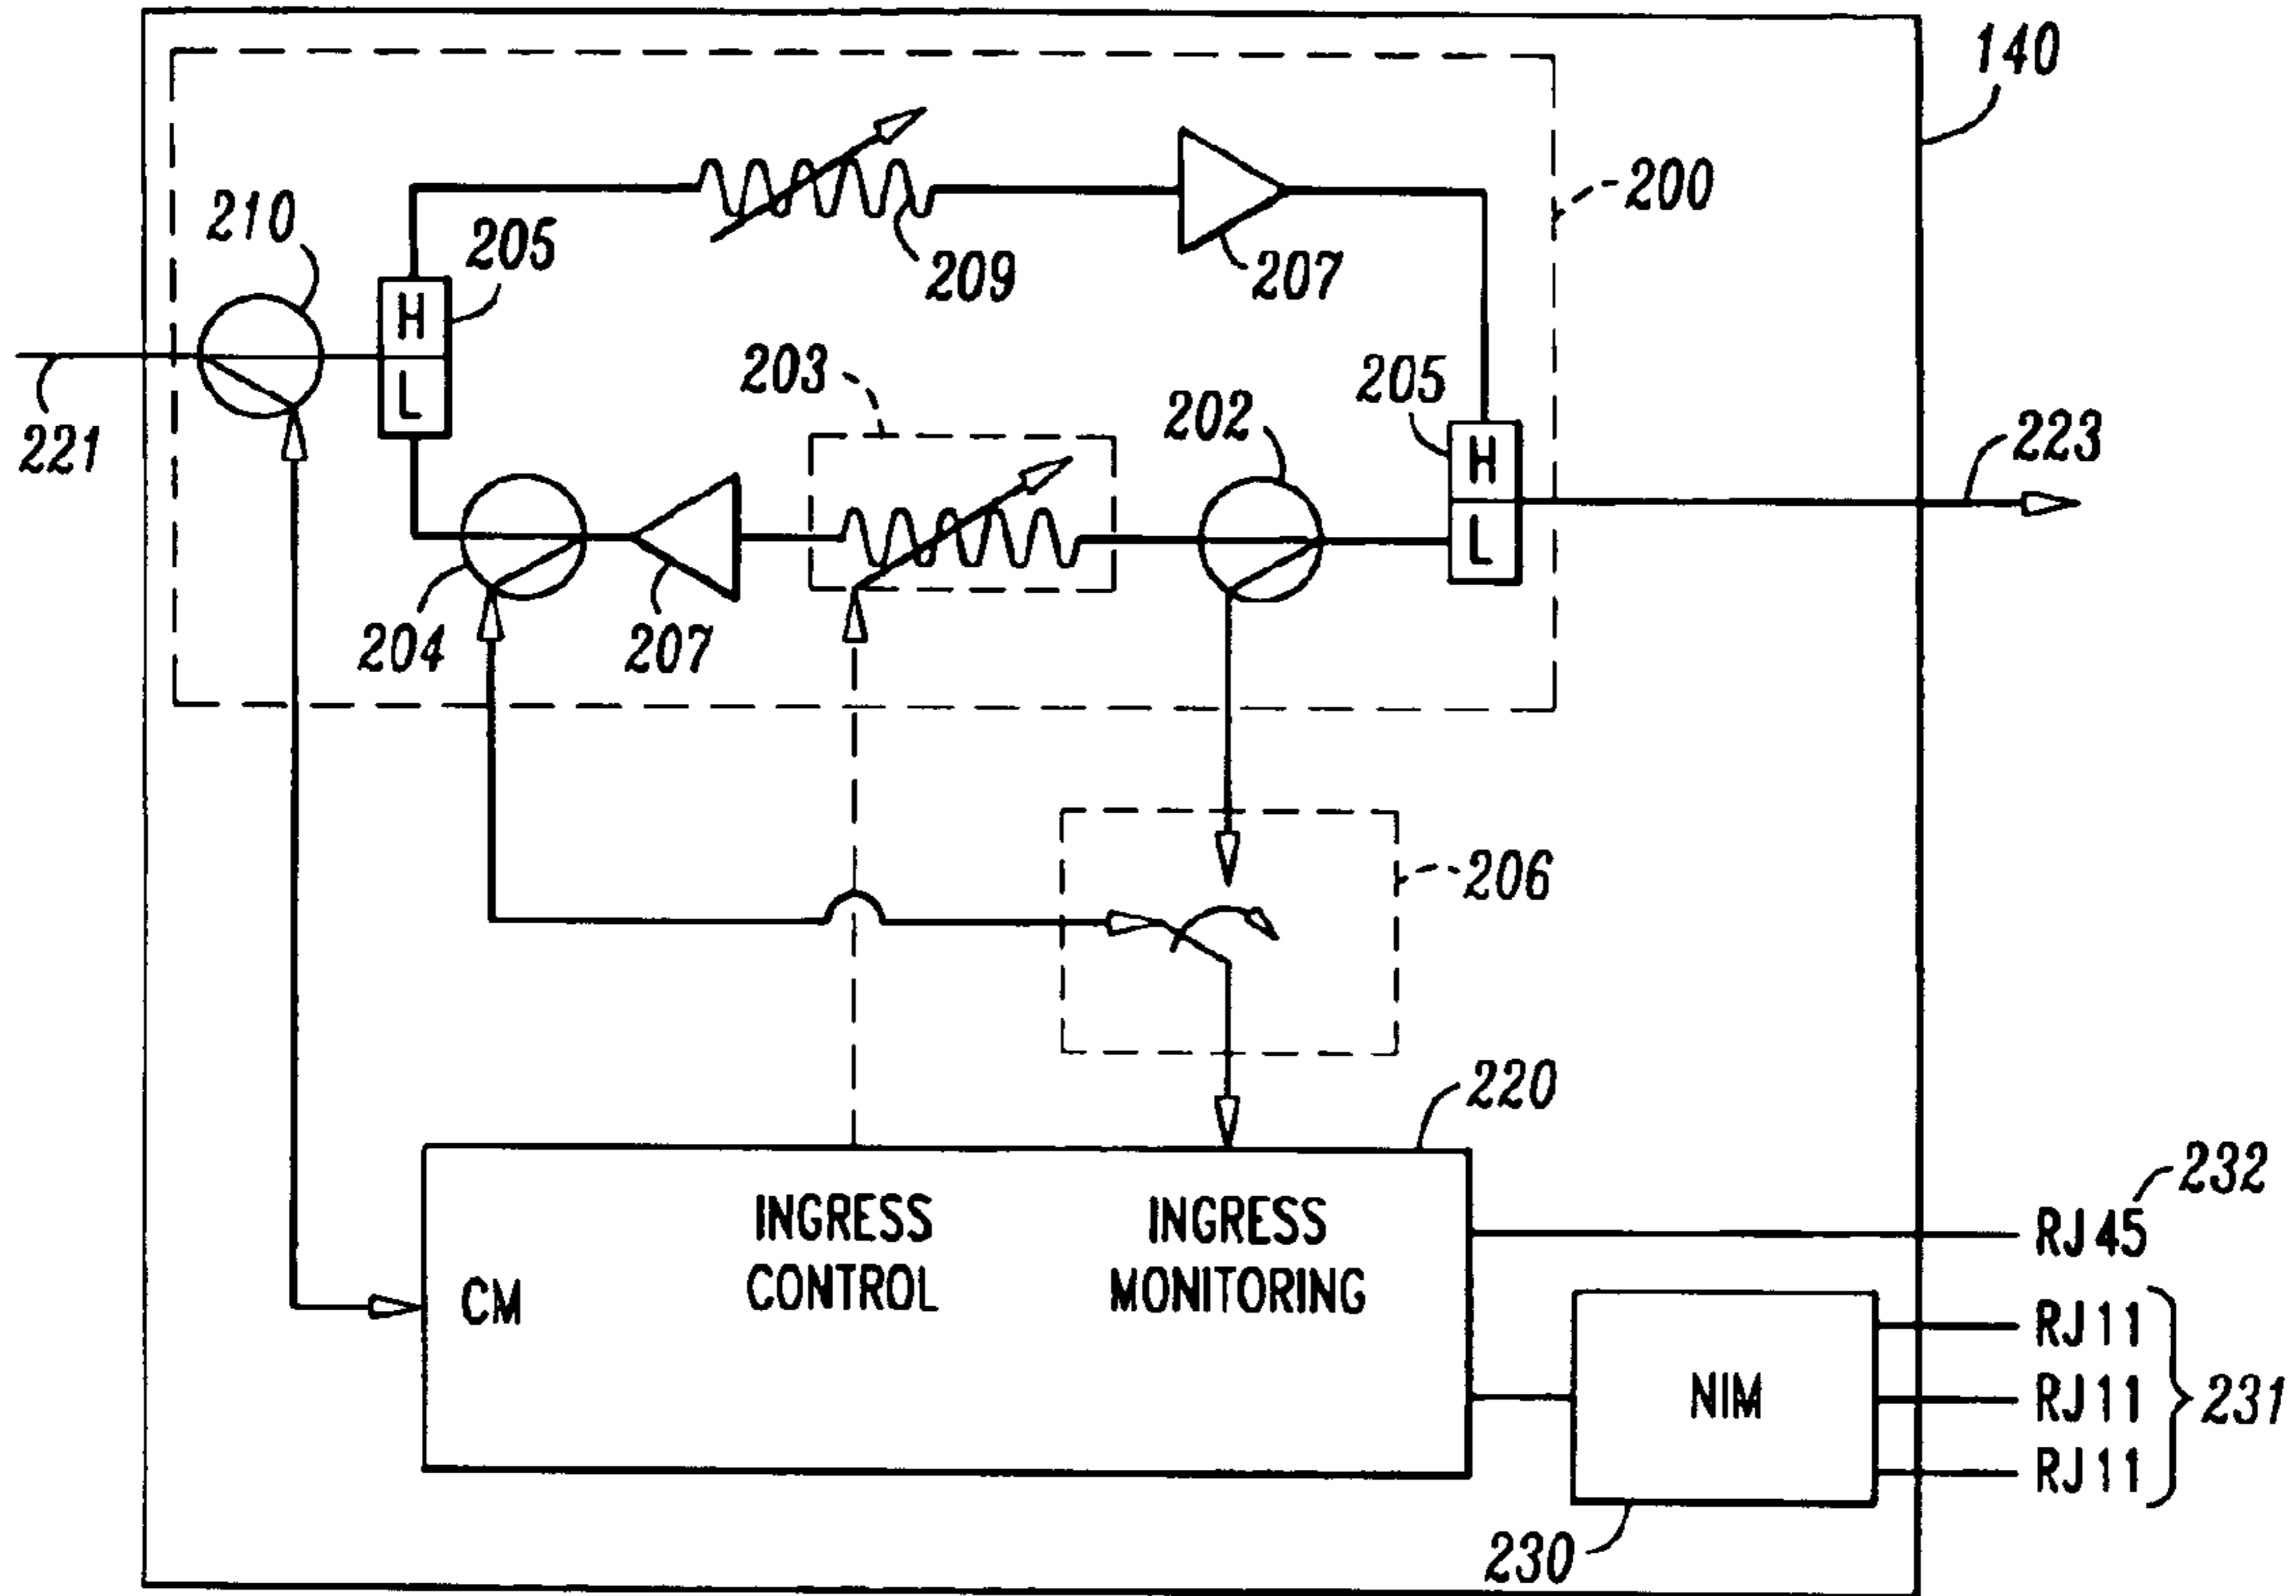 140
200
210
205
H
L
209
207
221
203
202
205
H
L
223
204
207
206
220
232
INGRESS CONTROL
INGRESS MONITORING
CM
RJ45
RJ11
RJ11
RJ11
231
NIM
230